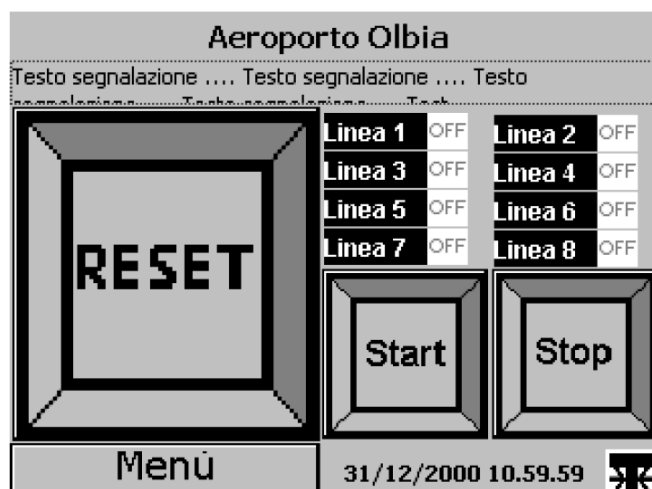 Aeroporto Olbia
Testo segnalazione .... Testo segnalazione .... Testo
Linea 1 OFF Linea 2 OFF
Linea 3 OFF Linea 4 OFF
Linea 5 OFF Linea 6 OFF
Linea 7 OFF Linea 8 OFF
RESET
Start Stop
Menú 31/12/2000 10.59.59